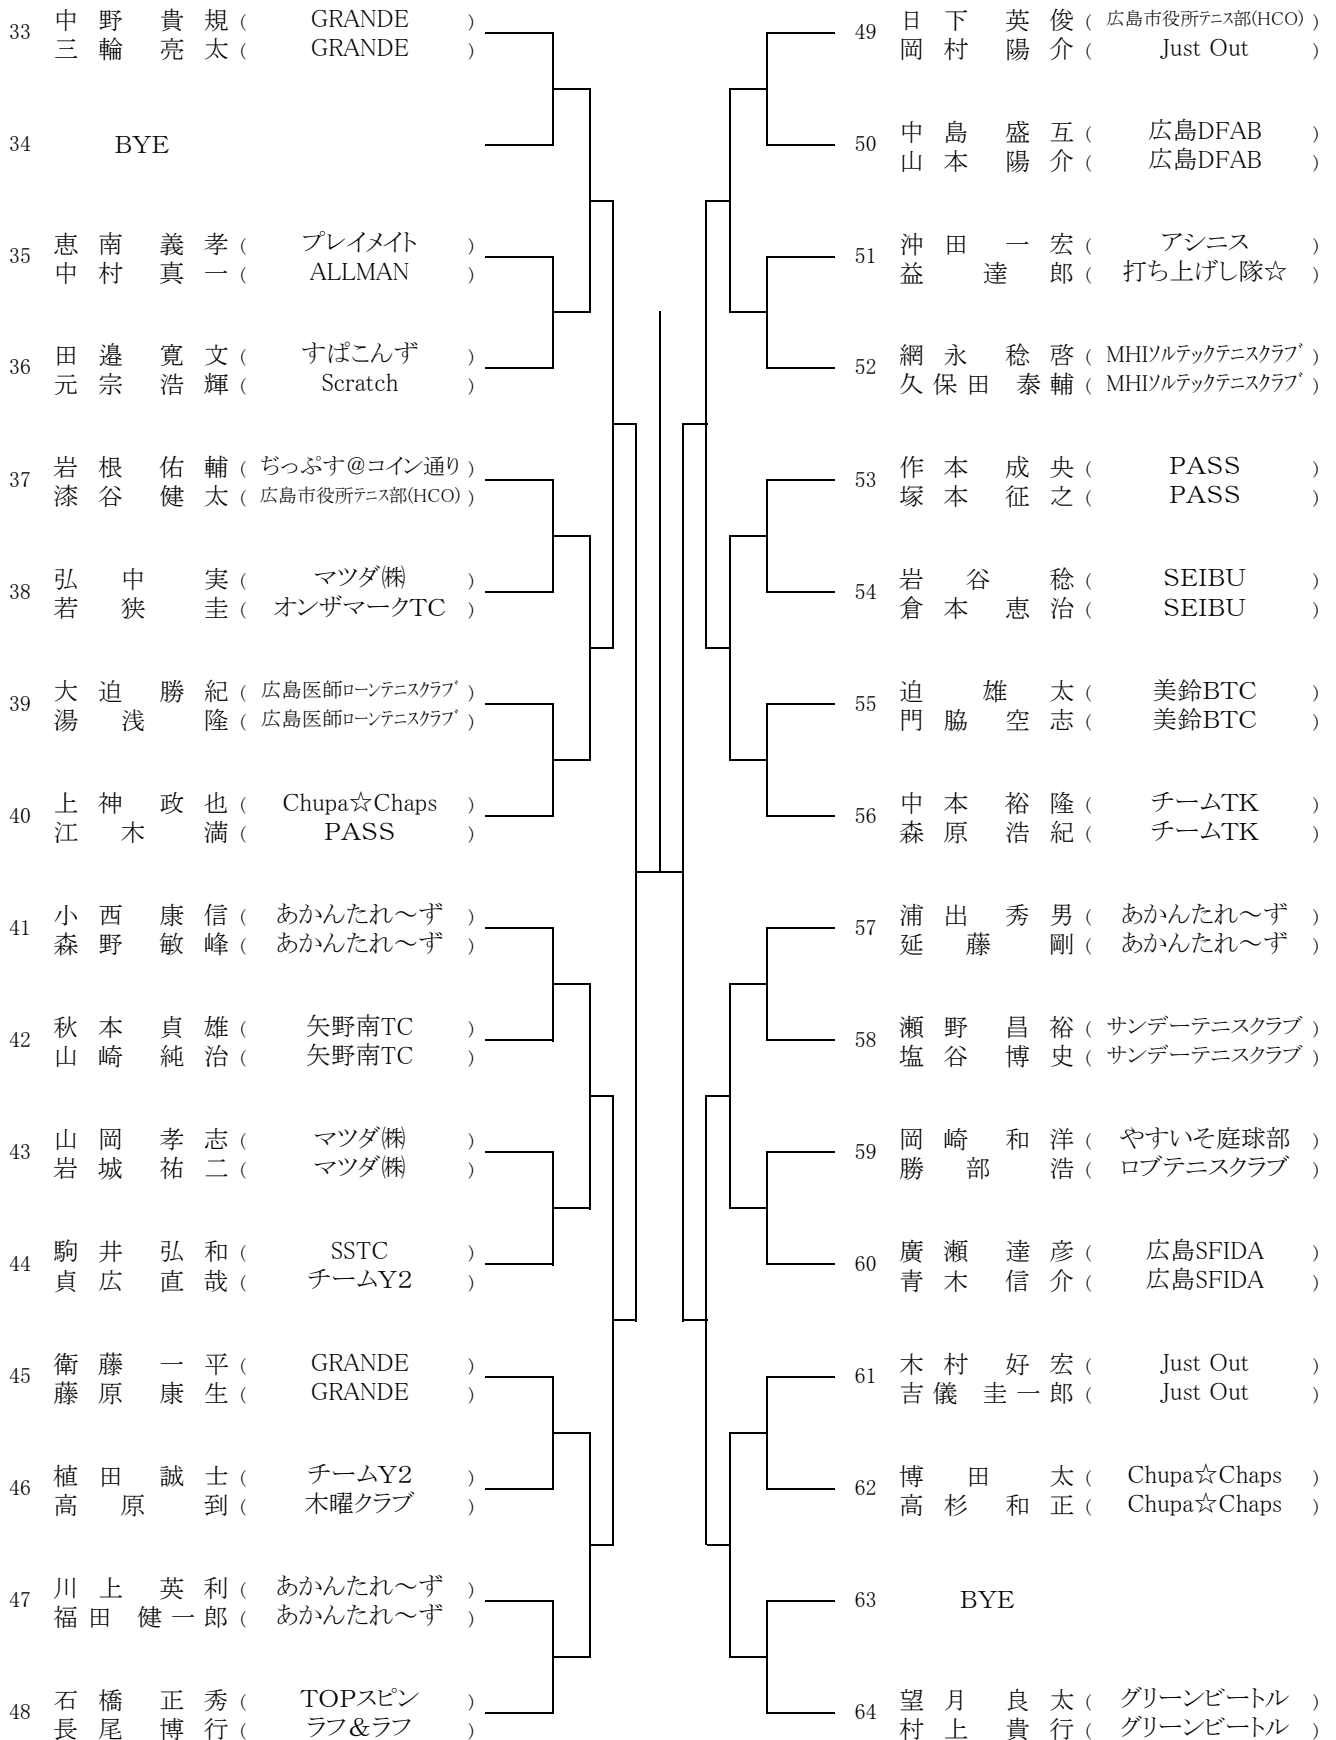 33 中野 貴規 ( GRANDE )
三輪 亮太 ( GRANDE )
34 BYE
35 恵南 義孝 ( プレイメイト )
中村 真一 ( ALLMAN )
36 田邉 寛文 ( すぱこんず )
元宗 浩輝 ( Scratch )
37 岩根 佑輔 ( ぢっぷす@コイン通り )
漆谷 健太 ( 広島市役所テニス部(HCO) )
38 弘中 実 ( マツダ㈱ )
若狭 圭 ( オンザマークTC )
39 大迫 勝紀 ( 広島医師ローンテニスクラブ )
湯浅 隆 ( 広島医師ローンテニスクラブ )
40 上神 政也 ( Chupa☆Chaps )
江木 満 ( PASS )
41 小西 康信 ( あかんたれ～ず )
森野 敏峰 ( あかんたれ～ず )
42 秋本 貞雄 ( 矢野南TC )
山崎 純治 ( 矢野南TC )
43 山岡 孝志 ( マツダ㈱ )
岩城 祐二 ( マツダ㈱ )
44 駒井 弘和 ( SSTC )
貞広 直哉 ( チームY2 )
45 衛藤 一平 ( GRANDE )
藤原 康生 ( GRANDE )
46 植田 誠士 ( チームY2 )
高原 到 ( 木曜クラブ )
47 川上 英利 ( あかんたれ～ず )
福田 健一郎 ( あかんたれ～ず )
48 石橋 正秀 ( TOPスピン )
長尾 博行 ( ラフ&ラフ )
49 日下 英俊 ( 広島市役所テニス部(HCO) )
岡村 陽介 ( Just Out )
50 中島 盛互 ( 広島DFAB )
山本 陽介 ( 広島DFAB )
51 沖田 一宏 ( アシニス )
益 達郎 ( 打ち上げし隊☆ )
52 網永 稔啓 ( MHIソルテックテニスクラブ )
久保田 泰輔 ( MHIソルテックテニスクラブ )
53 作本 成央 ( PASS )
塚本 征之 ( PASS )
54 岩谷 稔 ( SEIBU )
倉本 恵治 ( SEIBU )
55 迫 雄太 ( 美鈴BTC )
門脇 空志 ( 美鈴BTC )
56 中本 裕隆 ( チームTK )
森原 浩紀 ( チームTK )
57 浦出 秀男 ( あかんたれ～ず )
延藤 剛 ( あかんたれ～ず )
58 瀬野 昌裕 ( サンデーテニスクラブ )
塩谷 博史 ( サンデーテニスクラブ )
59 岡崎 和洋 ( やすいそ庭球部 )
勝部 浩 ( ロブテニスクラブ )
60 廣瀬 達彦 ( 広島SFIDA )
青木 信介 ( 広島SFIDA )
61 木村 好宏 ( Just Out )
吉儀 圭一郎 ( Just Out )
62 博田 太 ( Chupa☆Chaps )
高杉 和正 ( Chupa☆Chaps )
63 BYE
64 望月 良太 ( グリーンビートル )
村上 貴行 ( グリーンビートル )